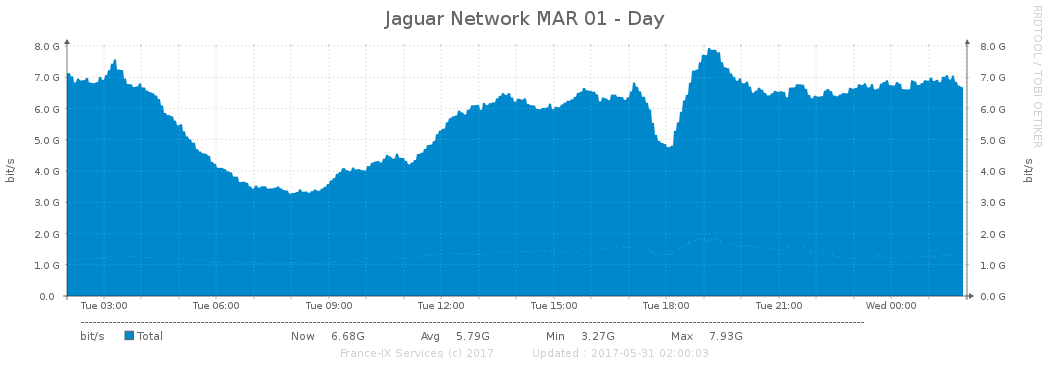 Jaguar Network MAR 01 - Day
RRDTOOL / TOBI OETIKER
8.0 G 8.0 G
7.0 G 7.0 G
6.0 G 6.0 G
5.0 G 5.0 G
4.0 G 4.0 G
3.0 G 3.0 G
2.0 G 2.0 G
1.0 G 1.0 G
0.0 0.0 G
bit/s bit/s
Tue 03:00 Tue 06:00 Tue 09:00 Tue 12:00 Tue 15:00 Tue 18:00 Tue 21:00 Wed 00:00
bit/s Total Now 6.68G Avg 5.79G Min 3.27G Max 7.93G
France-IX Services (c) 2017 Updated : 2017-05-31 02:00:03